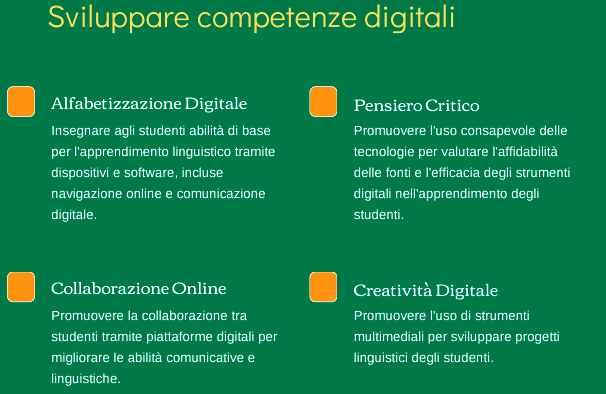 Sviluppare competenze digitali
Alfabetizzazione Digitale
Insegnare agli studenti abilità di base
per l'apprendimento linguistico tramite
dispositivi e software, incluse
navigazione online e comunicazione
digitale.
Pensiero Critico
Promuovere l'uso consapevole delle
tecnologie per valutare l'affidabilità
delle fonti e l'efficacia degli strumenti
digitali nell'apprendimento degli
studenti.
Collaborazione Online
Promuovere la collaborazione tra
studenti tramite piattaforme digitali per
migliorare le abilità comunicative e
linguistiche.
Creatività Digitale
Promuovere l'uso di strumenti
multimediali per sviluppare progetti
linguistici degli studenti.